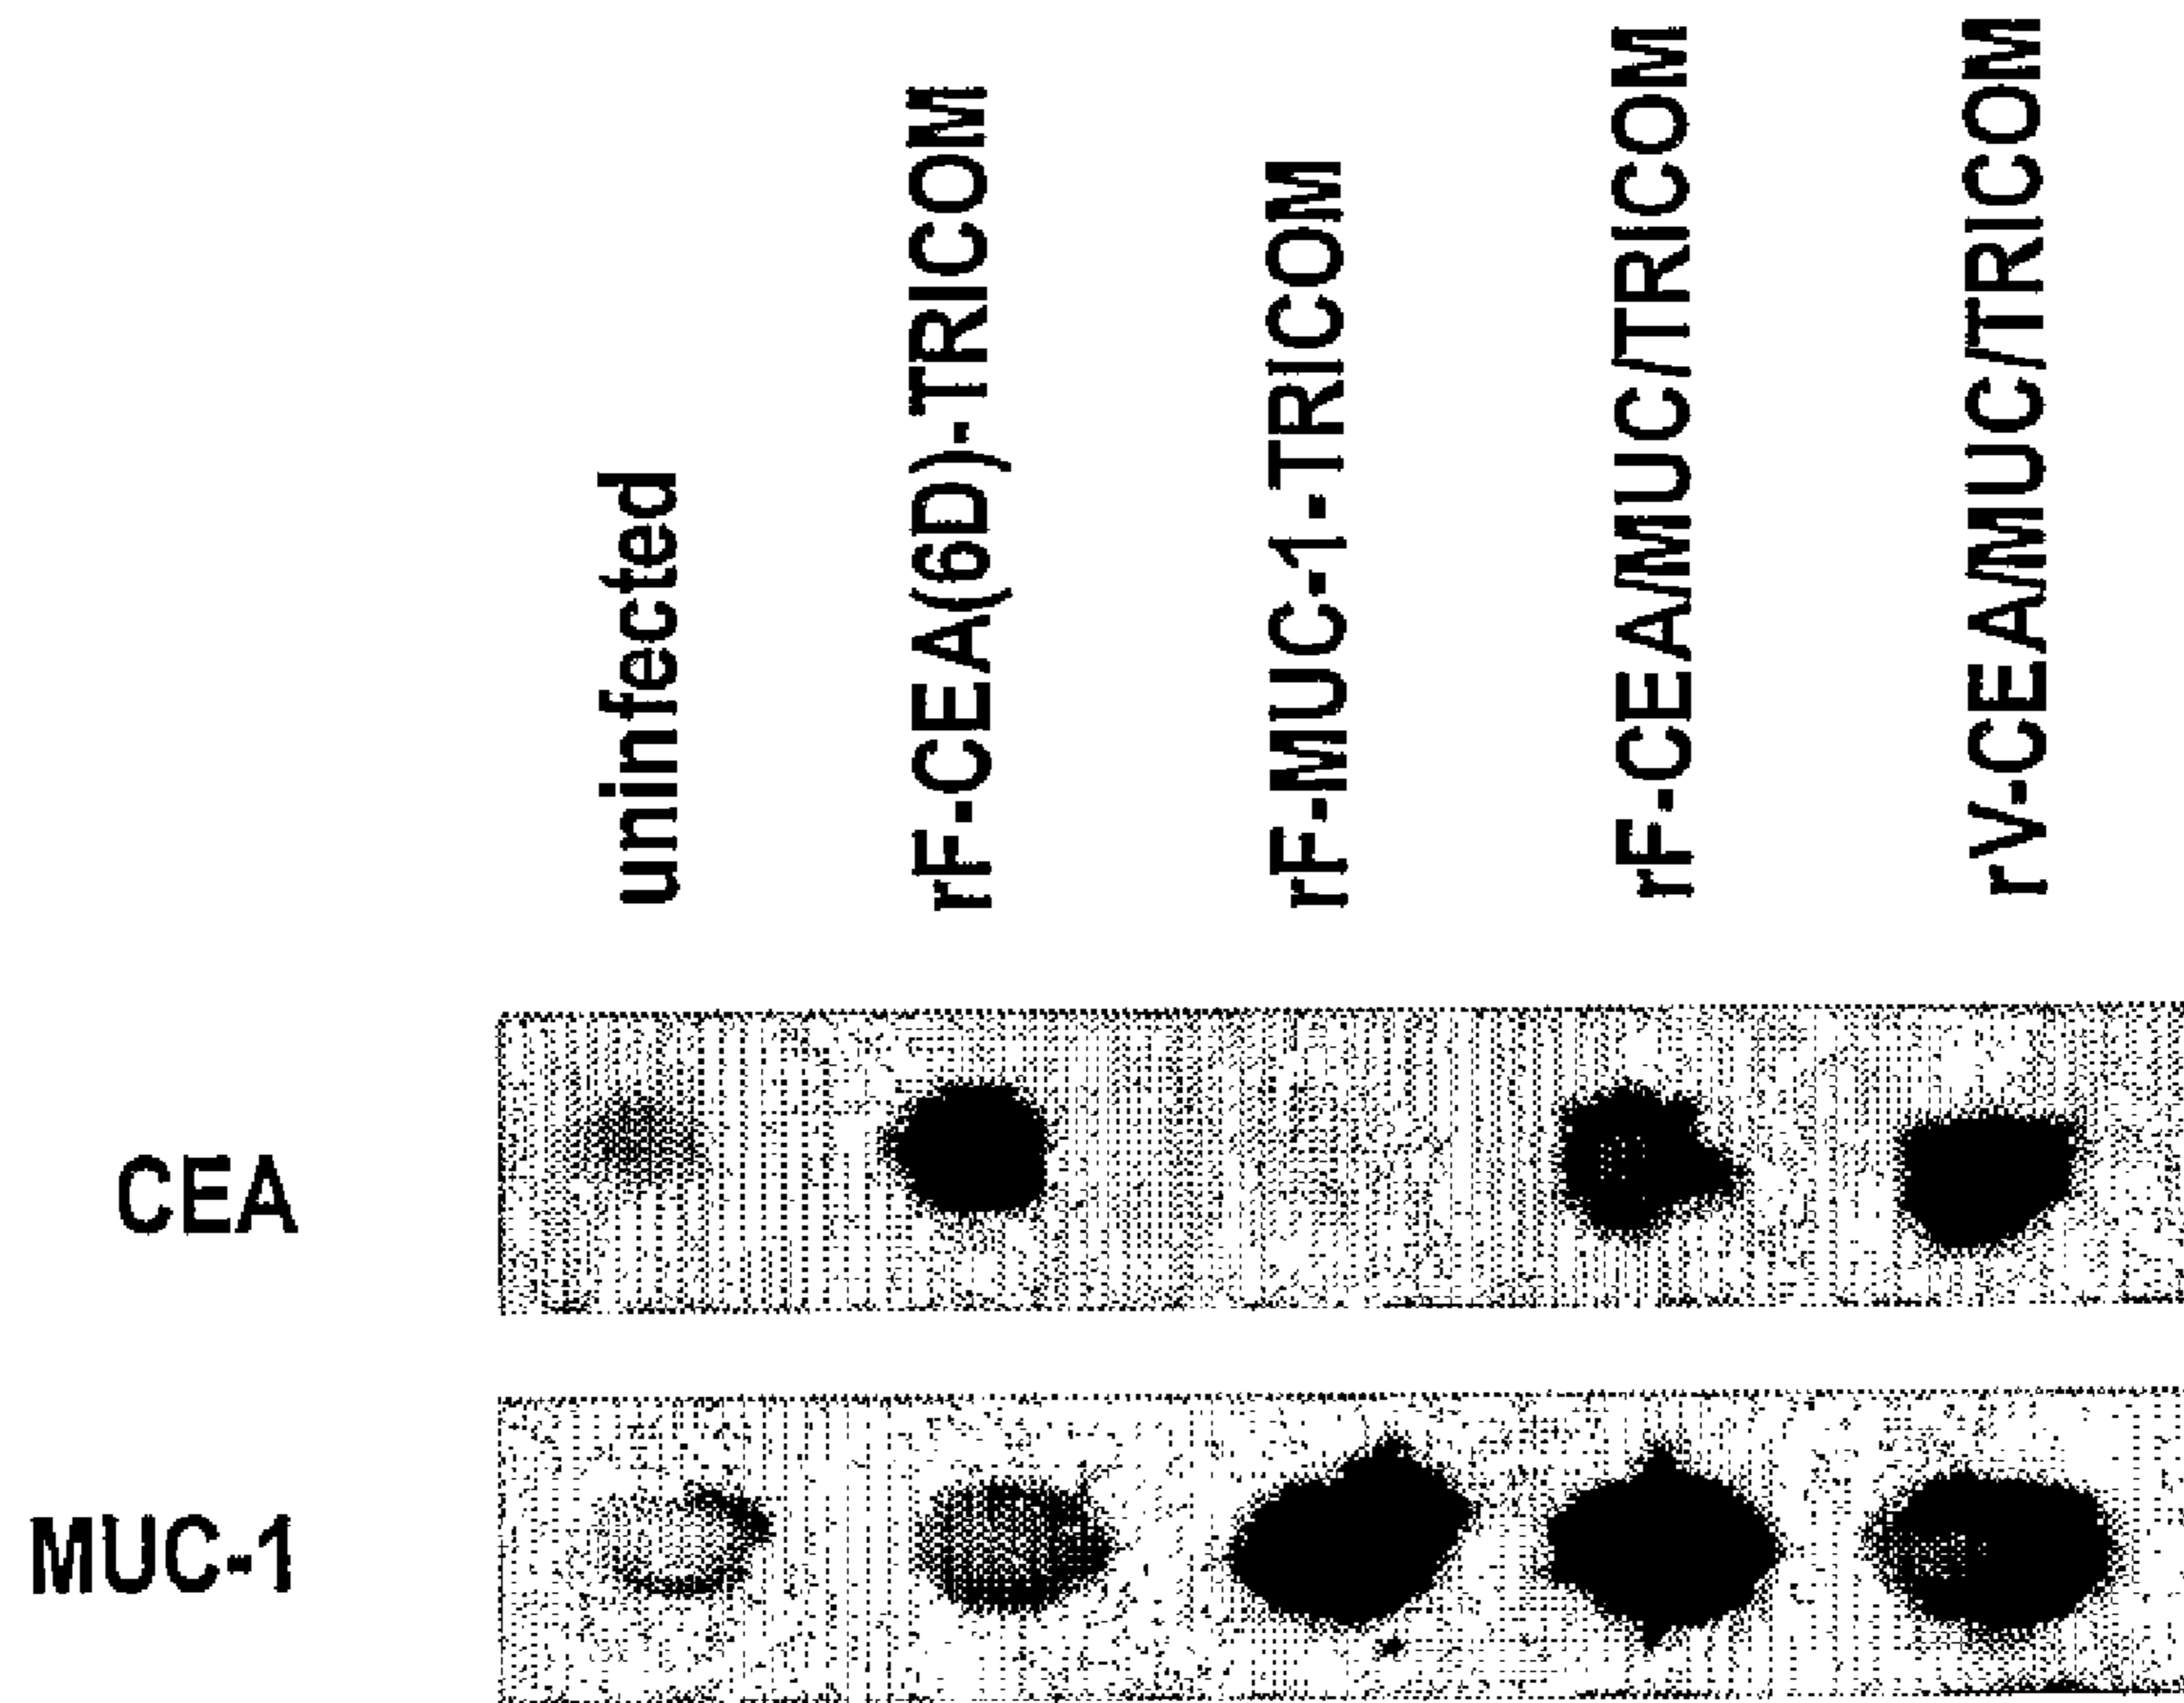 uninfected
rF-CEA(6D)-TRICOM
rF-MUC-1-TRICOM
rF-CEA/MUC/TRICOM
rV-CEA/MUC/TRICOM
CEA
MUC-1